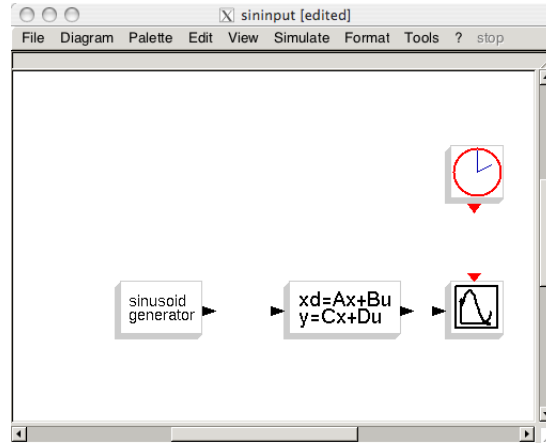 X sininput [edited]
File Diagram Palette Edit View Simulate Format Tools ? stop
sinusoid
generator
xd=Ax+Bu
y=Cx+Du